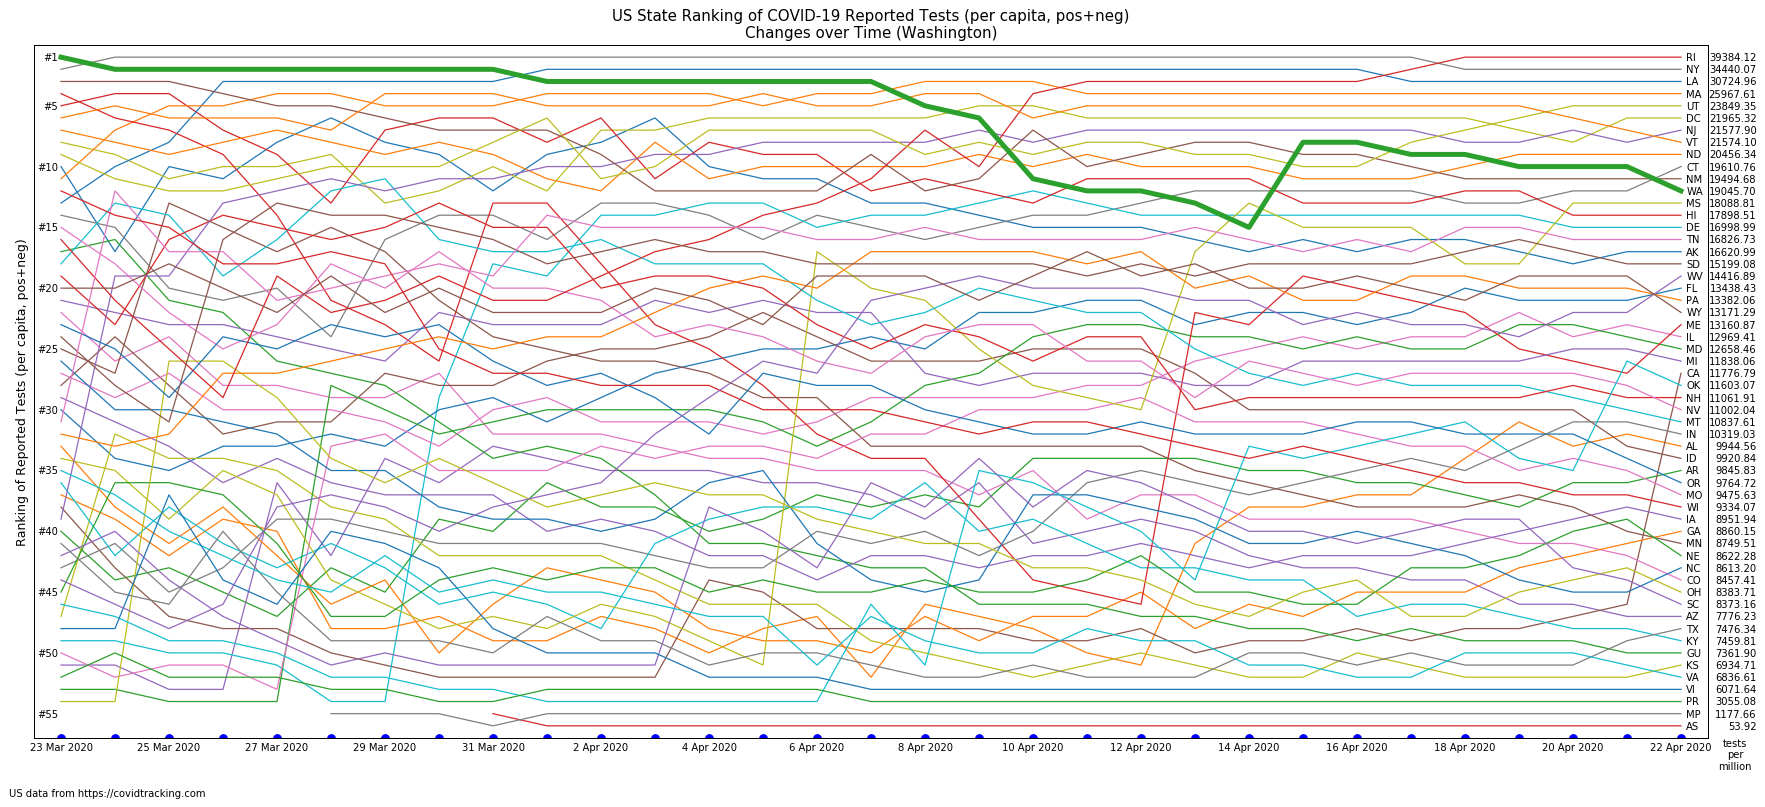 US State Ranking of COVID-19 Reported Tests (per capita, pos+neg)
Changes over Time (Washington)
Ranking of Reported Tests (per capita, pos+neg)
#1
#5
#10
#15
#20
#25
#30
#35
#40
#45
#50
#55
RI 39384.12
NY 34440.07
LA 30724.96
MA 25967.61
UT 23849.35
DC 21965.32
NJ 21577.90
VT 21574.10
ND 20456.34
CT 19610.76
NM 19494.68
WA 19045.70
MS 18088.81
HI 17898.51
DE 16998.99
TN 16826.73
AK 16620.99
SD 15199.08
WV 14416.89
FL 13438.43
PA 13382.06
WY 13171.29
ME 13160.87
IL 12969.41
MD 12658.46
MI 11838.06
CA 11776.79
OK 11603.07
NH 11061.91
NV 11002.04
MT 10837.61
IN 10319.03
AL 9944.56
ID 9920.84
AR 9845.83
OR 9764.72
MO 9475.63
WI 9334.07
IA 8951.94
GA 8860.15
MN 8749.51
NE 8622.28
NC 8613.20
CO 8457.41
OH 8383.71
SC 8373.16
AZ 7776.23
TX 7476.34
KY 7459.81
GU 7361.90
KS 6934.71
VA 6836.61
VI 6071.64
PR 3055.08
MP 1177.66
AS 53.92
23 Mar 2020 25 Mar 2020 27 Mar 2020 29 Mar 2020 31 Mar 2020 2 Apr 2020 4 Apr 2020 6 Apr 2020 8 Apr 2020 10 Apr 2020 12 Apr 2020 14 Apr 2020 16 Apr 2020 18 Apr 2020 20 Apr 2020 22 Apr 2020
tests
per
million
US data from https://covidtracking.com